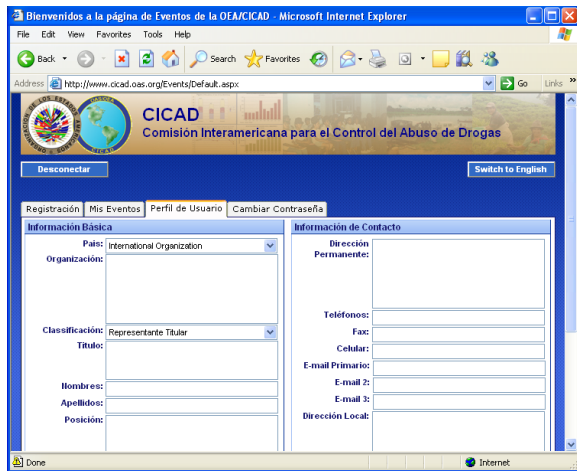 Bienvenidos a la página de Eventos de la OEA/CICAD - Microsoft Internet Explorer
File Edit View Favorites Tools Help
Back Search Favorites
Address http://www.cicad.oas.org/Events/Default.aspx Go Links »
CICAD
Comisión Interamericana para el Control del Abuso de Drogas
Desconectar Switch to English
Registración Mis Eventos Perfil de Usuario Cambiar Contraseña
Información Básica
Pais: International Organization
Organización:
Classificación: Representante Titular
Titulo:
Nombres:
Apellidos:
Posición:
Información de Contacto
Dirección
Permanente:
Teléfonos:
Fax:
Celular:
E-mail Primario:
E-mail 2:
E-mail 3:
Dirección Local:
Done Internet